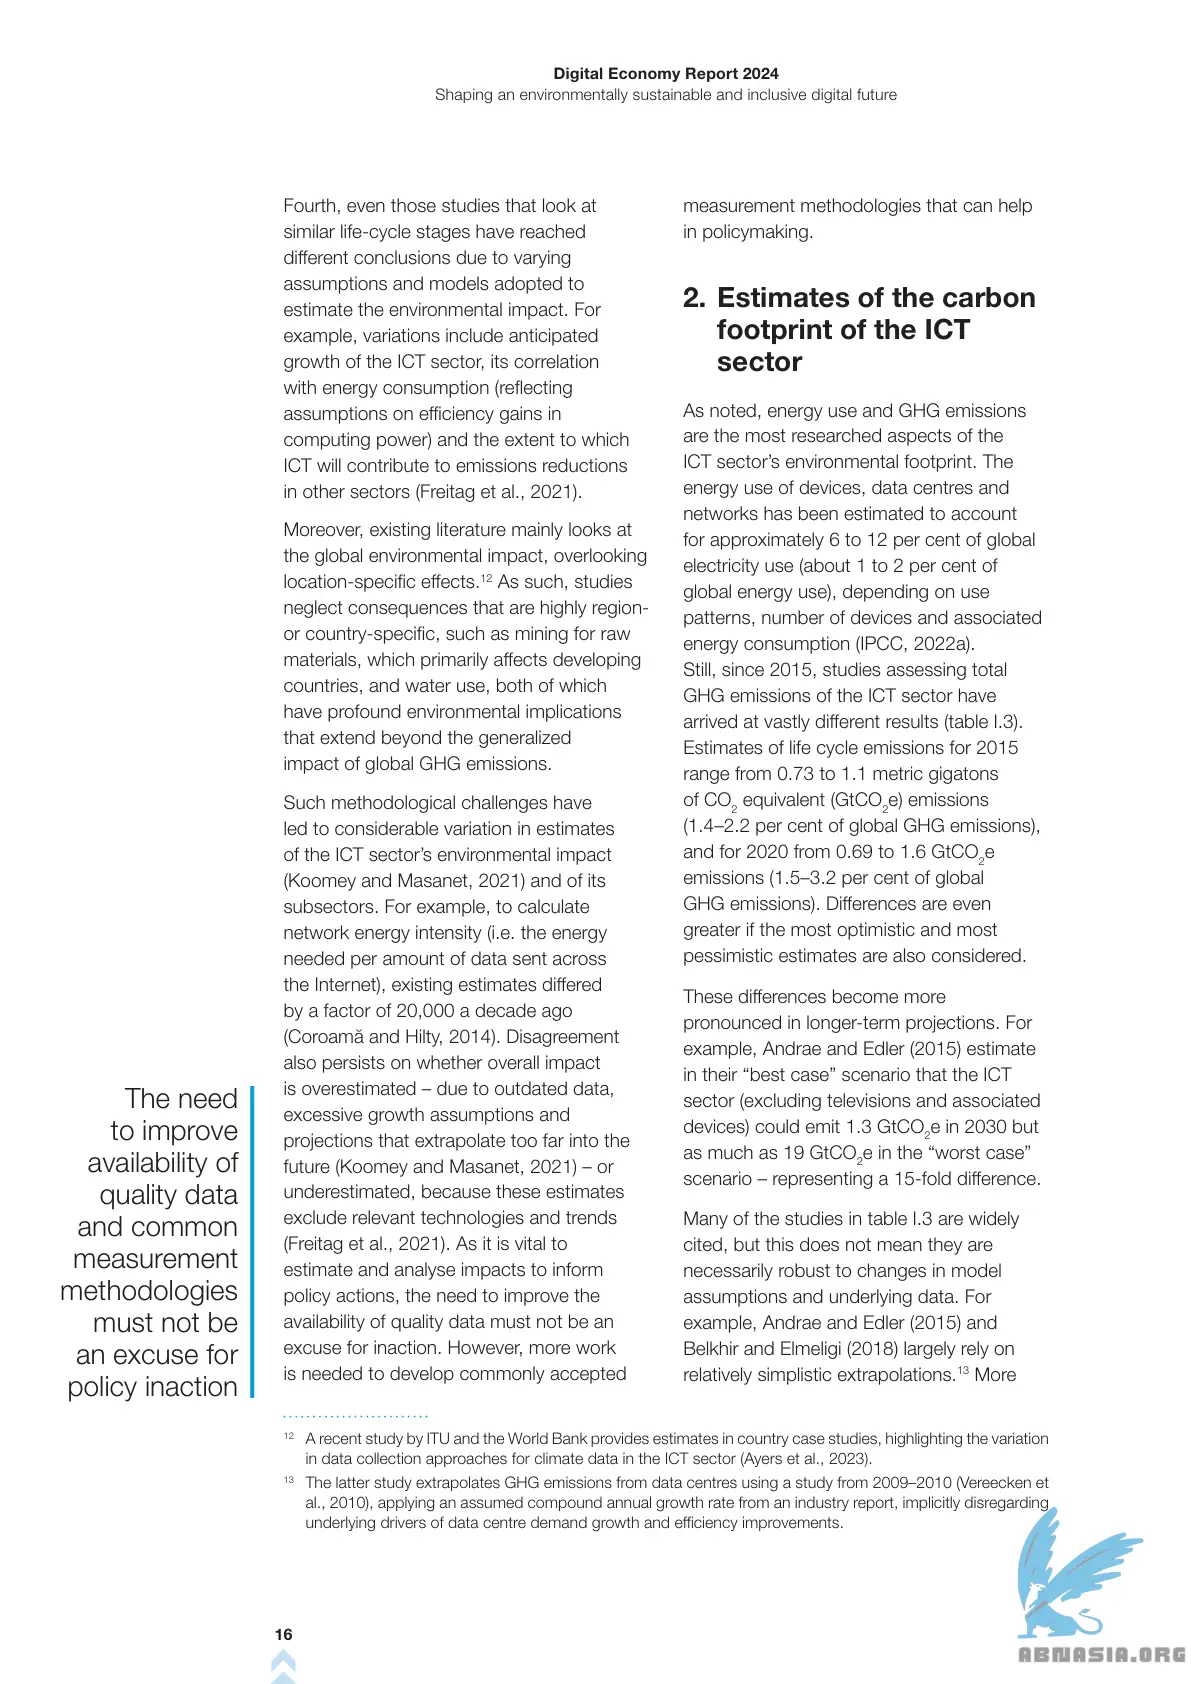 Digital Economy Report 2024
Shaping an environmentally sustainable and inclusive digital future
Fourth, even those studies that look at
similar life-cycle stages have reached
different conclusions due to varying
assumptions and models adopted to
estimate the environmental impact. For
example, variations include anticipated
growth of the ICT sector, its correlation
with energy consumption (reflecting
assumptions on efficiency gains in
computing power) and the extent to which
ICT will contribute to emissions reductions
in other sectors (Freitag et al., 2021).
Moreover, existing literature mainly looks at
the global environmental impact, overlooking
location-specific effects.12 As such, studies
neglect consequences that are highly region-
or country-specific, such as mining for raw
materials, which primarily affects developing
countries, and water use, both of which
have profound environmental implications
that extend beyond the generalized
impact of global GHG emissions.
Such methodological challenges have
led to considerable variation in estimates
of the ICT sector's environmental impact
(Koomey and Masanet, 2021) and of its
subsectors. For example, to calculate
network energy intensity (i.e. the energy
needed per amount of data sent across
the Internet), existing estimates differed
by a factor of 20,000 a decade ago
(Coroamă and Hilty, 2014). Disagreement
also persists on whether overall impact
is overestimated – due to outdated data,
excessive growth assumptions and
projections that extrapolate too far into the
future (Koomey and Masanet, 2021) – or
underestimated, because these estimates
exclude relevant technologies and trends
(Freitag et al., 2021). As it is vital to
estimate and analyse impacts to inform
policy actions, the need to improve the
availability of quality data must not be an
excuse for inaction. However, more work
is needed to develop commonly accepted
The need
to improve
availability of
quality data
and common
measurement
methodologies
must not be
an excuse for
policy inaction
measurement methodologies that can help
in policymaking.
2. Estimates of the carbon
footprint of the ICT
sector
As noted, energy use and GHG emissions
are the most researched aspects of the
ICT sector's environmental footprint. The
energy use of devices, data centres and
networks has been estimated to account
for approximately 6 to 12 per cent of global
electricity use (about 1 to 2 per cent of
global energy use), depending on use
patterns, number of devices and associated
energy consumption (IPCC, 2022a).
Still, since 2015, studies assessing total
GHG emissions of the ICT sector have
arrived at vastly different results (table I.3).
Estimates of life cycle emissions for 2015
range from 0.73 to 1.1 metric gigatons
of CO2 equivalent (GtCO2e) emissions
(1.4–2.2 per cent of global GHG emissions),
and for 2020 from 0.69 to 1.6 GtCO2e
emissions (1.5–3.2 per cent of global
GHG emissions). Differences are even
greater if the most optimistic and most
pessimistic estimates are also considered.
These differences become more
pronounced in longer-term projections. For
example, Andrae and Edler (2015) estimate
in their “best case” scenario that the ICT
sector (excluding televisions and associated
devices) could emit 1.3 GtCO2e in 2030 but
as much as 19 GtCO2e in the “worst case”
scenario – representing a 15-fold difference.
Many of the studies in table I.3 are widely
cited, but this does not mean they are
necessarily robust to changes in model
assumptions and underlying data. For
example, Andrae and Edler (2015) and
Belkhir and Elmeligi (2018) largely rely on
relatively simplistic extrapolations.13 More
12 A recent study by ITU and the World Bank provides estimates in country case studies, highlighting the variation
in data collection approaches for climate data in the ICT sector (Ayers et al., 2023).
13 The latter study extrapolates GHG emissions from data centres using a study from 2009–2010 (Vereecken et
al., 2010), applying an assumed compound annual growth rate from an industry report, implicitly disregarding
underlying drivers of data centre demand growth and efficiency improvements.
16
ABNASIA.ORG